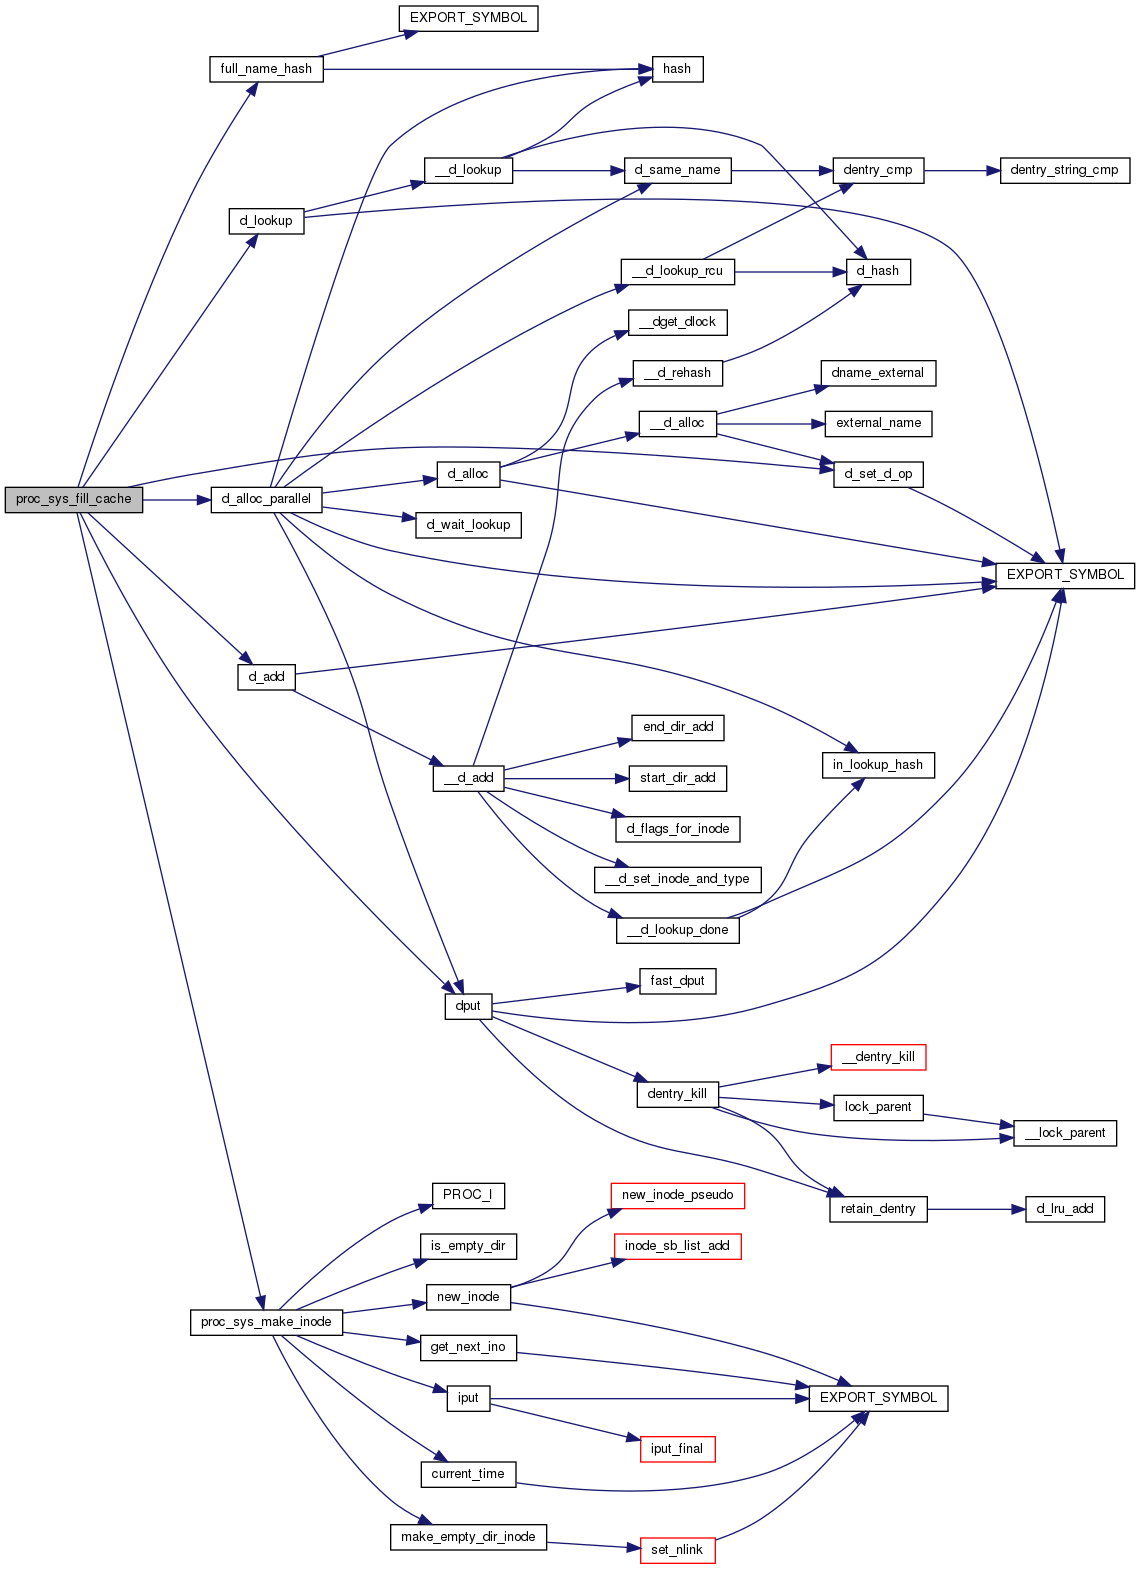 EXPORT_SYMBOL
full_name_hash
hash
__d_lookup
d_same_name
dentry_cmp
dentry_string_cmp
d_lookup
__d_lookup_rcu
d_hash
__dget_dlock
__d_rehash
dname_external
__d_alloc
external_name
d_alloc
d_set_d_op
proc_sys_fill_cache
d_alloc_parallel
d_wait_lookup
EXPORT_SYMBOL
d_add
end_dir_add
__d_add
start_dir_add
in_lookup_hash
d_flags_for_inode
__d_set_inode_and_type
__d_lookup_done
fast_dput
dput
__dentry_kill
dentry_kill
lock_parent
__lock_parent
PROC_I
new_inode_pseudo
retain_dentry
d_lru_add
is_empty_dir
inode_sb_list_add
new_inode
proc_sys_make_inode
get_next_ino
iput
EXPORT_SYMBOL
iput_final
current_time
make_empty_dir_inode
set_nlink